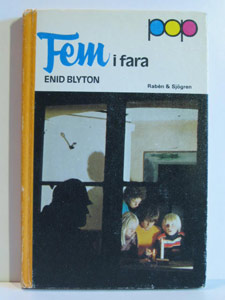 pop
Fem i fara
ENID BLYTON
Rabén & Sjögren